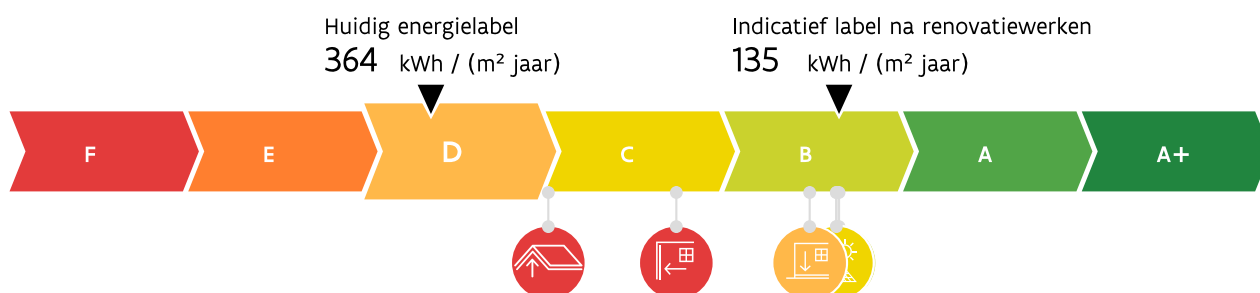 Huidig energielabel
364 kWh / (m² jaar)
Indicatief label na renovatiewerken
135 kWh / (m² jaar)
F
E
D
C
B
A
A+